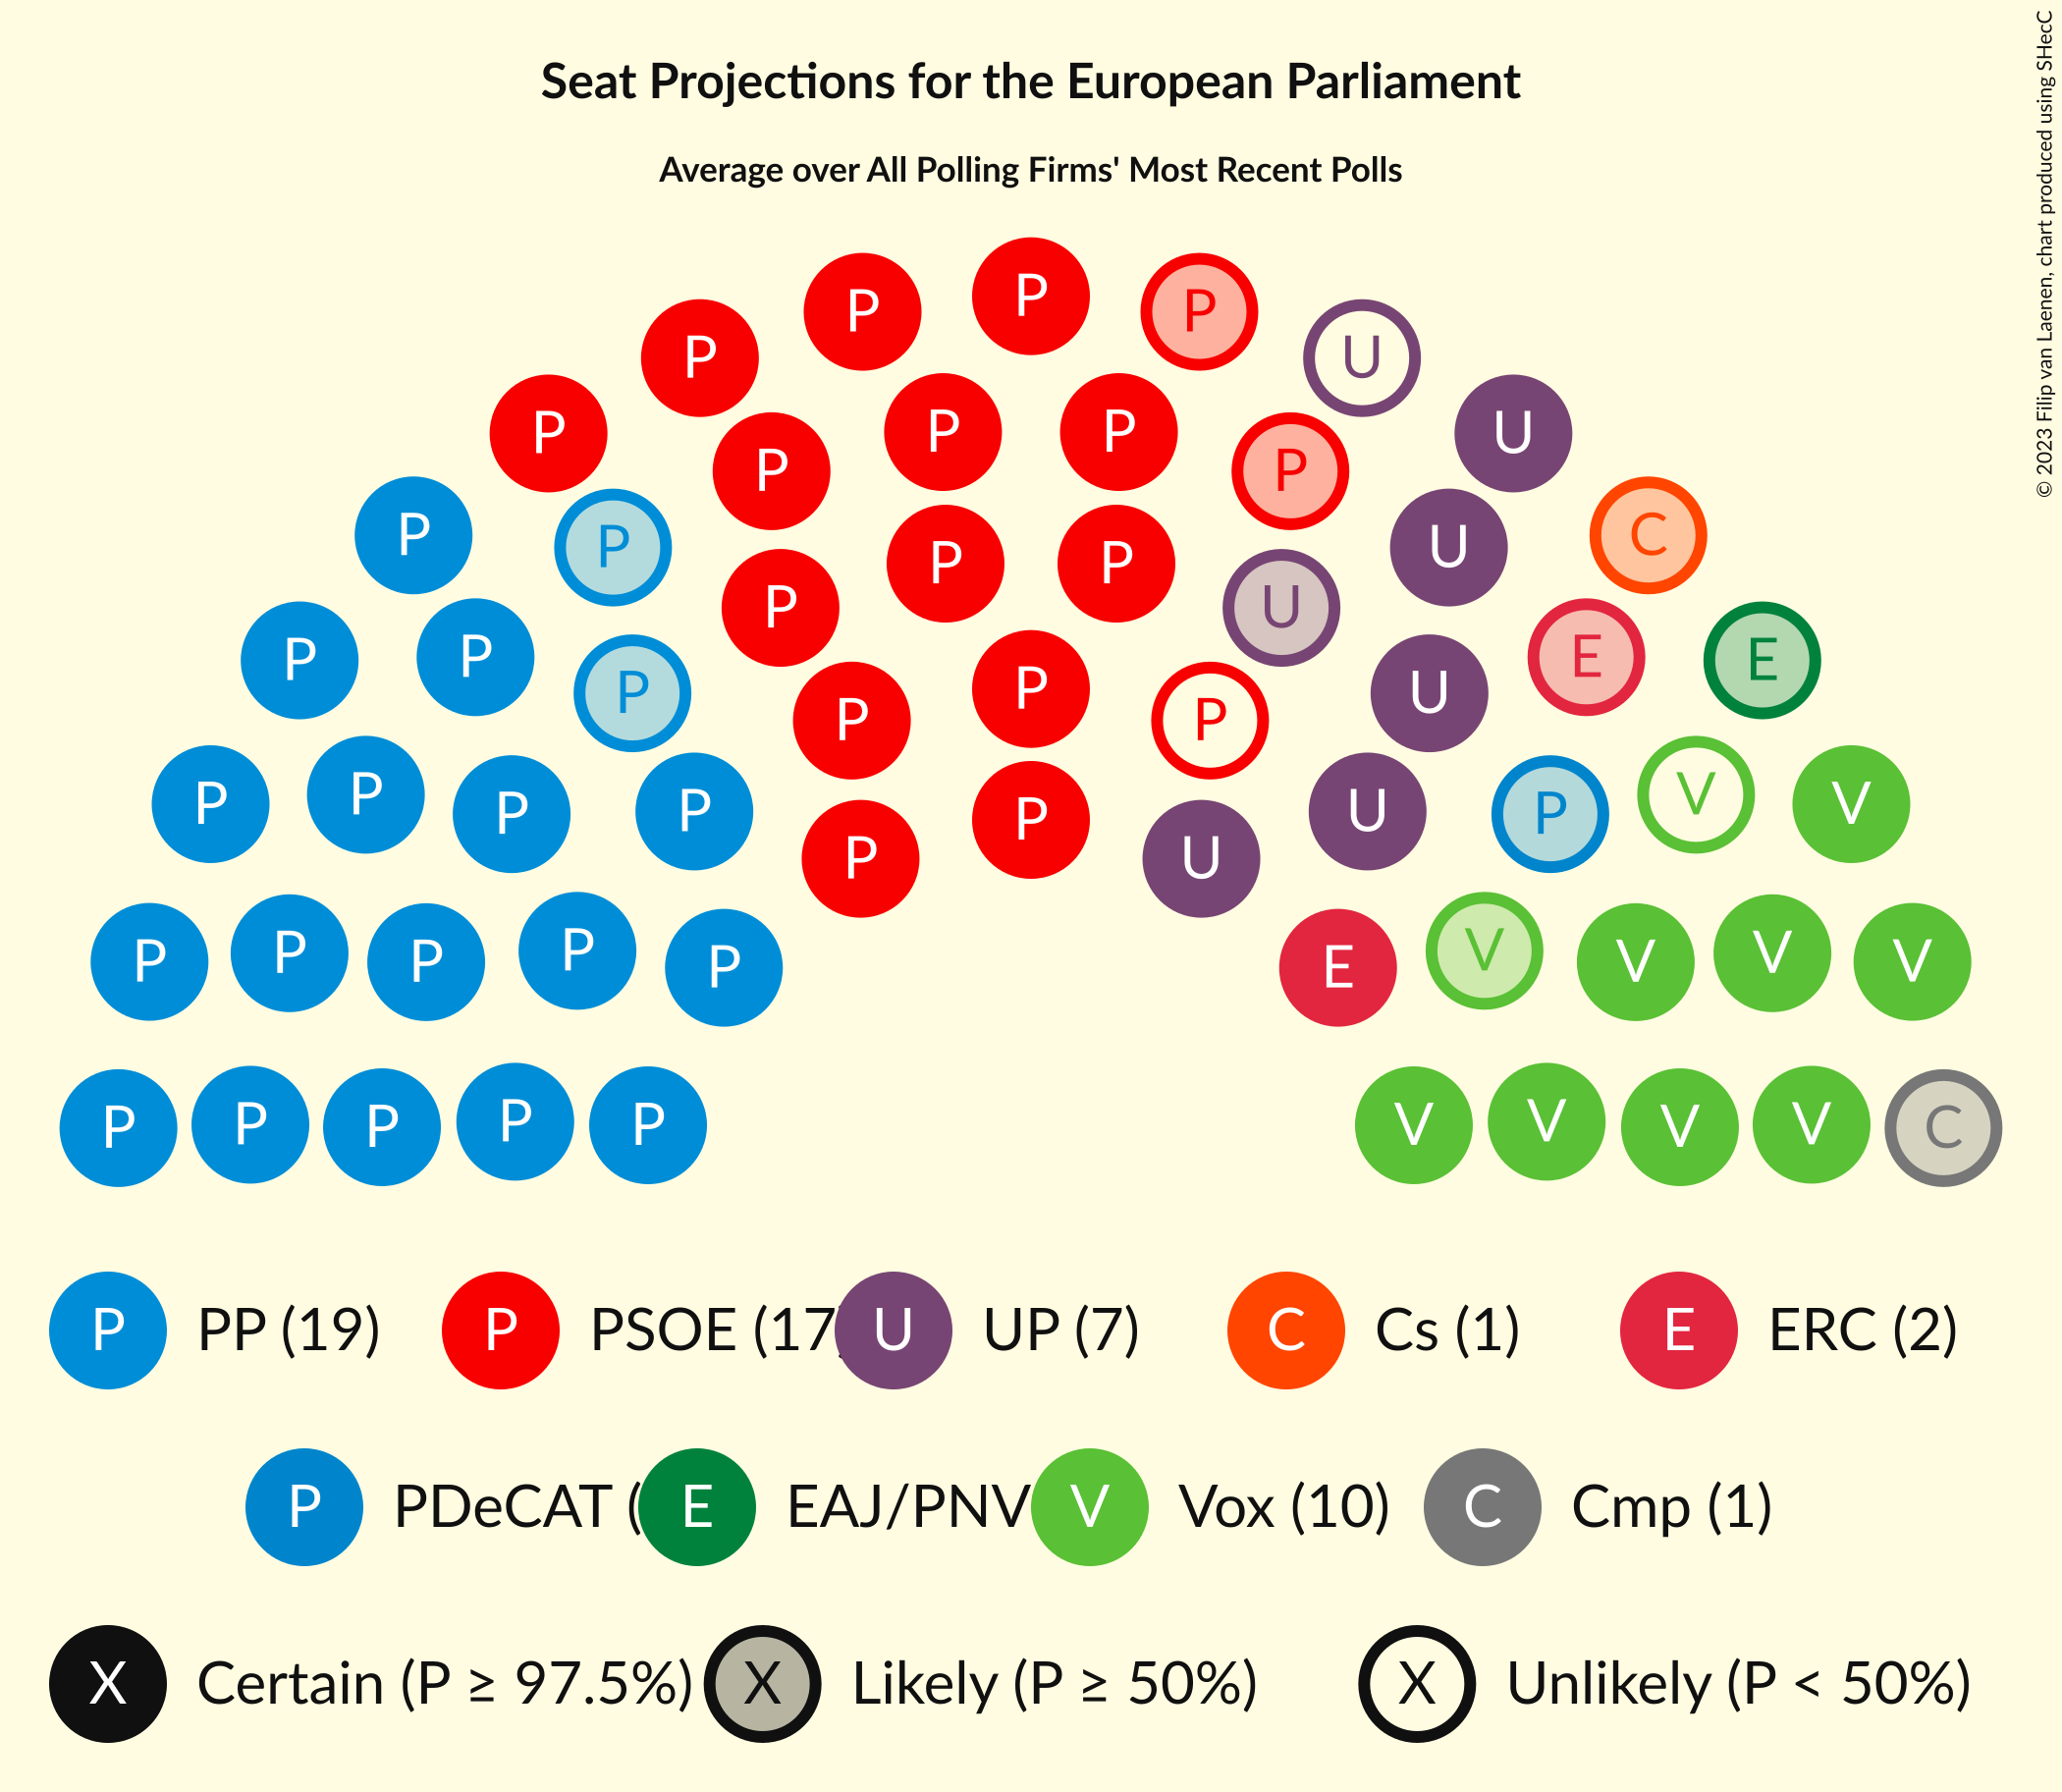 Seat Projections for the European Parliament
Average over All Polling Firms' Most Recent Polls
© 2023 Filip van Laenen, chart produced using SHecC
P
P P
P U
P U
P P
P P
P U
P P U C
P P P U
P P U
P P E E
P P P U
P U
P P P P P V V
P P
P P P P P E V V V V
P P P P P V V V V C
P PP (19) P PSOE (17 U UP (7) C Cs (1) E ERC (2)
P PDeCAT ( E EAJ/PNV V Vox (10) C Cmp (1)
X Certain (P ≥ 97.5%) X Likely (P ≥ 50%) X Unlikely (P < 50%)